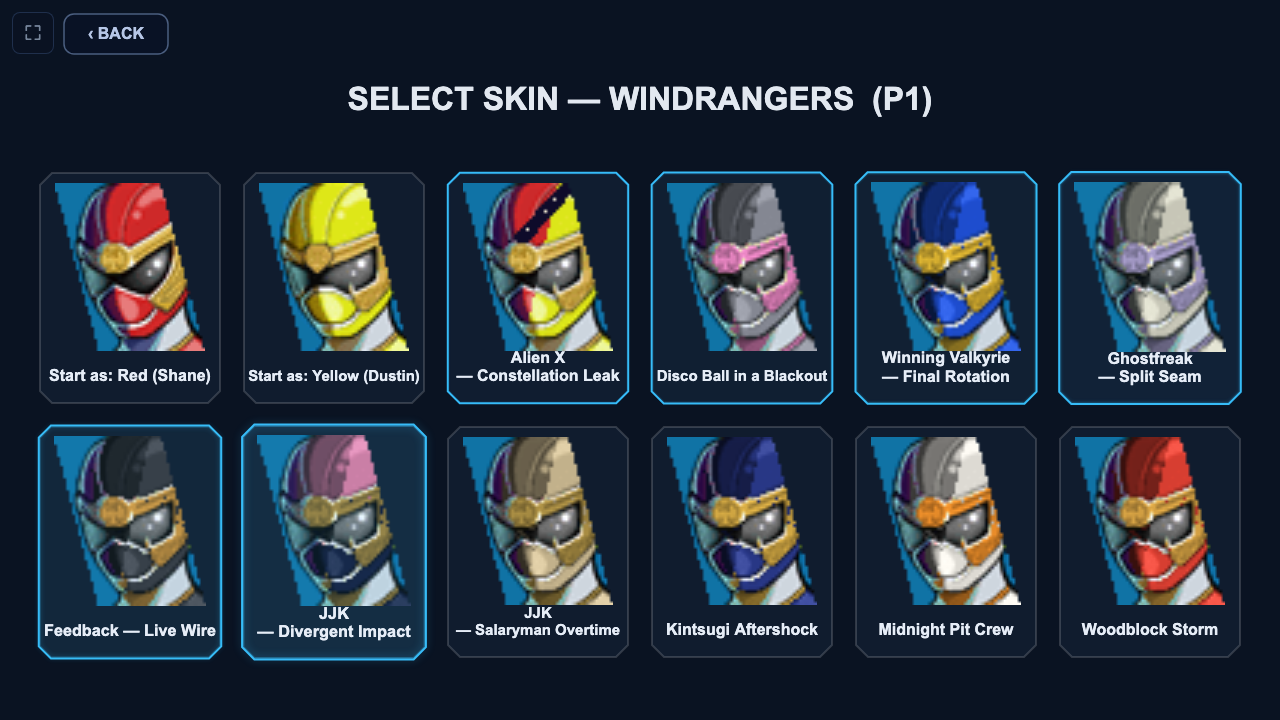 ‹ BACK
SELECT SKIN — WINDRANGERS (P1)
Start as: Red (Shane)
Start as: Yellow (Dustin)
Alien X
— Constellation Leak
Disco Ball in a Blackout
Winning Valkyrie
— Final Rotation
Ghostfreak
— Split Seam
Feedback — Live Wire
JJK
— Divergent Impact
JJK
— Salaryman Overtime
Kintsugi Aftershock
Midnight Pit Crew
Woodblock Storm